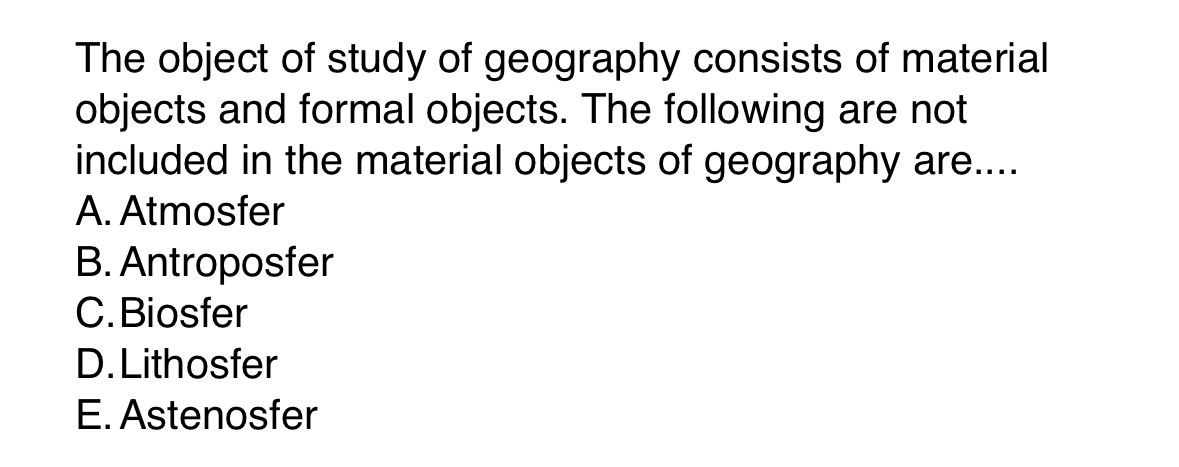 The object of study of geography consists of material
objects and formal objects. The following are not
included in the material objects of geography are....
A. Atmosfer
B. Antroposfer
C. Biosfer
D. Lithosfer
E. Astenosfer